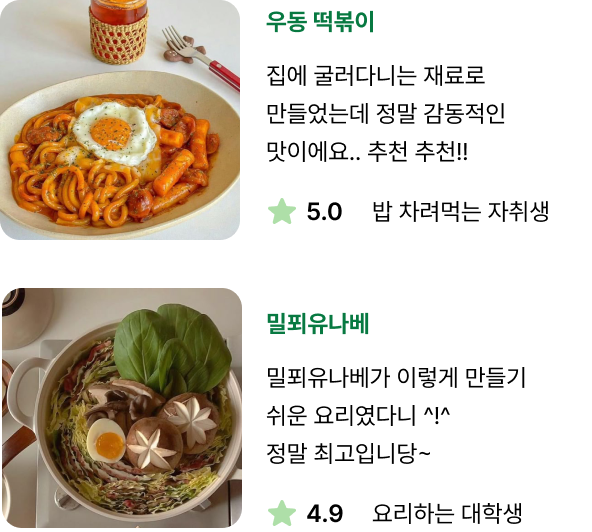 우동 떡볶이
집에 굴러다니는 재료로
만들었는데 정말 감동적인
맛이에요.. 추천 추천!!
5.0 밥 차려먹는 자취생
밀푀유나베
밀푀유나베가 이렇게 만들기
쉬운 요리였다니 ^!^
정말 최고입니당~
4.9 요리하는 대학생